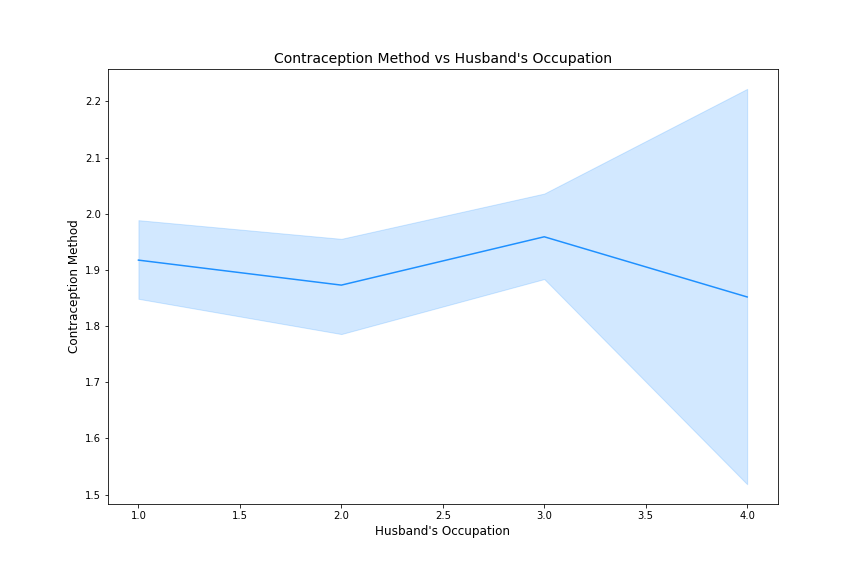 Contraception Method vs Husband's Occupation
Contraception Method
2.2
2.1
2.0
1.9
1.8
1.7
1.6
1.5
1.0 1.5 2.0 2.5 3.0 3.5 4.0
Husband's Occupation